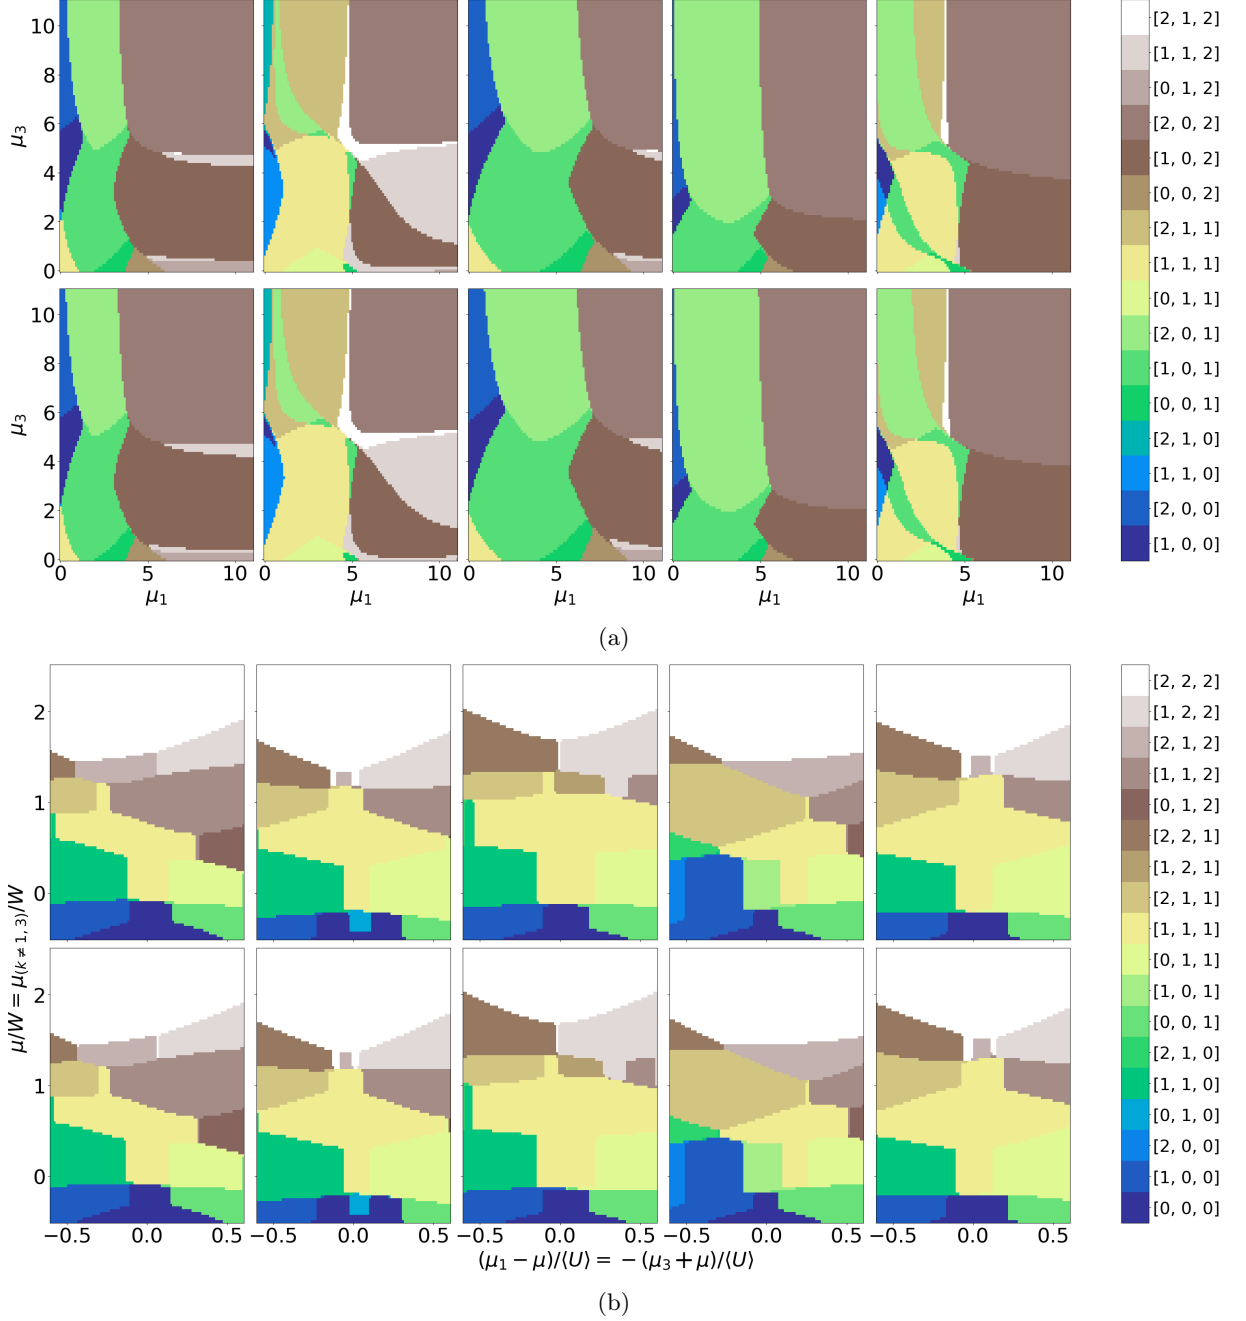 10
8
6
4
2
0
μ₃
10
8
6
4
2
0
μ₃
0 5 10
0 5 10
0 5 10
0 5 10
0 5 10
μ₁ μ₁ μ₁ μ₁ μ₁
[2, 1, 2]
[1, 1, 2]
[0, 1, 2]
[2, 0, 2]
[1, 0, 2]
[0, 0, 2]
[2, 1, 1]
[1, 1, 1]
[0, 1, 1]
[2, 0, 1]
[1, 0, 1]
[0, 0, 1]
[2, 1, 0]
[1, 1, 0]
[2, 0, 0]
[1, 0, 0]
(a)
2
1
0
2
1
0
μ/W = μ(k ≠ 1, 3)/W
−0.5 0.0 0.5
−0.5 0.0 0.5
−0.5 0.0 0.5
−0.5 0.0 0.5
−0.5 0.0 0.5
(μ₁ − μ)/⟨U⟩ = −(μ₃ + μ)/⟨U⟩
[2, 2, 2]
[1, 2, 2]
[2, 1, 2]
[1, 1, 2]
[0, 1, 2]
[2, 2, 1]
[1, 2, 1]
[2, 1, 1]
[1, 1, 1]
[0, 1, 1]
[1, 0, 1]
[0, 0, 1]
[2, 1, 0]
[1, 1, 0]
[0, 1, 0]
[2, 0, 0]
[1, 0, 0]
[0, 0, 0]
(b)